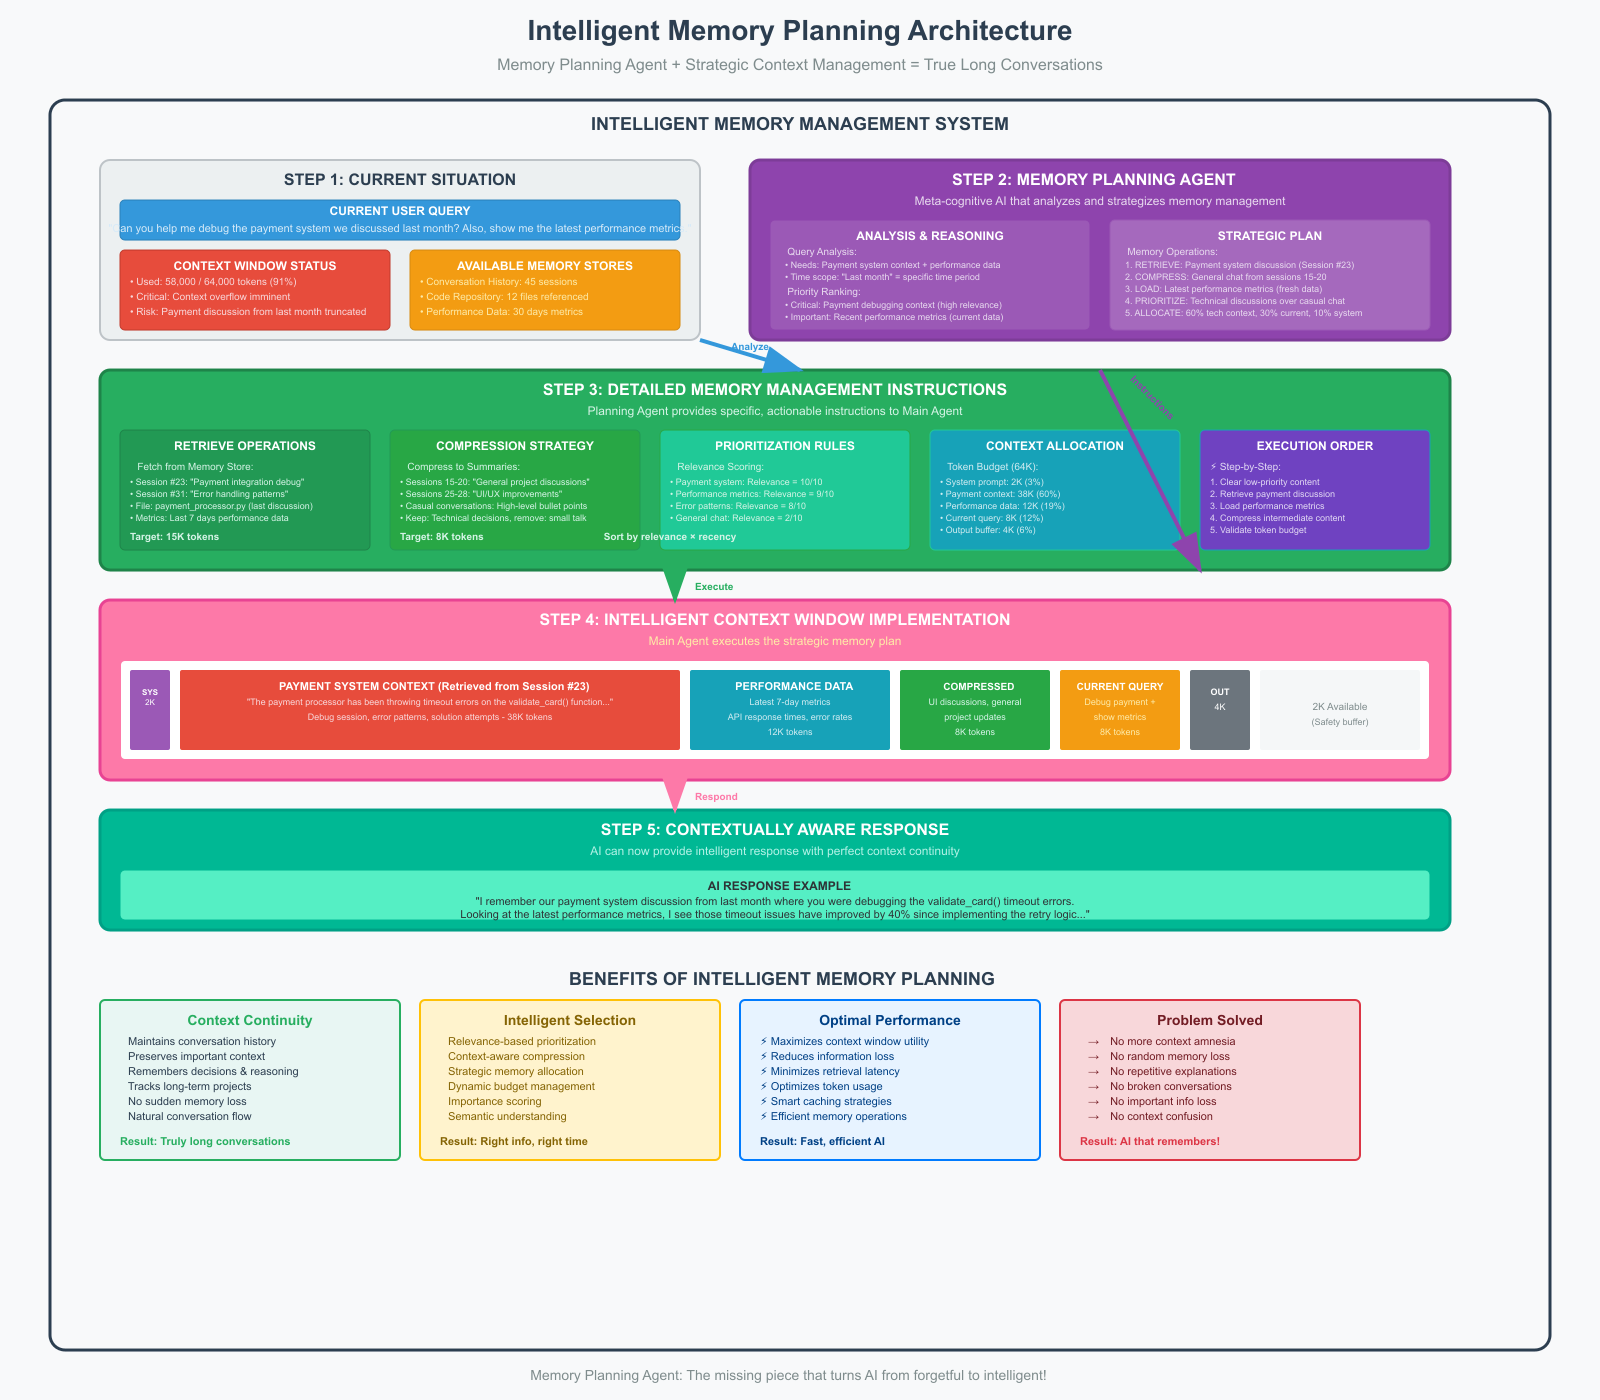 Intelligent Memory Planning Architecture
Memory Planning Agent + Strategic Context Management = True Long Conversations
INTELLIGENT MEMORY MANAGEMENT SYSTEM
STEP 1: CURRENT SITUATION
CURRENT USER QUERY
an you help me debug the payment system we discussed last month? Also, show me the latest performance metrics
CONTEXT WINDOW STATUS
• Used: 58,000 / 64,000 tokens (91%)
• Critical: Context overflow imminent
• Risk: Payment discussion from last month truncated
AVAILABLE MEMORY STORES
• Conversation History: 45 sessions
• Code Repository: 12 files referenced
• Performance Data: 30 days metrics
STEP 2: MEMORY PLANNING AGENT
Meta-cognitive AI that analyzes and strategizes memory management
ANALYSIS & REASONING
Query Analysis:
• Needs: Payment system context + performance data
• Time scope: "Last month" = specific time period
Priority Ranking:
• Critical: Payment debugging context (high relevance)
• Important: Recent performance metrics (current data)
STRATEGIC PLAN
Memory Operations:
1. RETRIEVE: Payment system discussion (Session #23)
2. COMPRESS: General chat from sessions 15-20
3. LOAD: Latest performance metrics (fresh data)
4. PRIORITIZE: Technical discussions over casual chat
5. ALLOCATE: 60% tech context, 30% current, 10% system
Analyze
Instructions
STEP 3: DETAILED MEMORY MANAGEMENT INSTRUCTIONS
Planning Agent provides specific, actionable instructions to Main Agent
RETRIEVE OPERATIONS
Fetch from Memory Store:
• Session #23: "Payment integration debug"
• Session #31: "Error handling patterns"
• File: payment_processor.py (last discussion)
• Metrics: Last 7 days performance data
Target: 15K tokens
COMPRESSION STRATEGY
Compress to Summaries:
• Sessions 15-20: "General project discussions"
• Sessions 25-28: "UI/UX improvements"
• Casual conversations: High-level bullet points
• Keep: Technical decisions, remove: small talk
Target: 8K tokens
PRIORITIZATION RULES
Relevance Scoring:
• Payment system: Relevance = 10/10
• Performance metrics: Relevance = 9/10
• Error patterns: Relevance = 8/10
• General chat: Relevance = 2/10
Sort by relevance × recency
CONTEXT ALLOCATION
Token Budget (64K):
• System prompt: 2K (3%)
• Payment context: 38K (60%)
• Performance data: 12K (19%)
• Current query: 8K (12%)
• Output buffer: 4K (6%)
EXECUTION ORDER
⚡ Step-by-Step:
1. Clear low-priority content
2. Retrieve payment discussion
3. Load performance metrics
4. Compress intermediate content
5. Validate token budget
Execute
STEP 4: INTELLIGENT CONTEXT WINDOW IMPLEMENTATION
Main Agent executes the strategic memory plan
SYS
2K
PAYMENT SYSTEM CONTEXT (Retrieved from Session #23)
"The payment processor has been throwing timeout errors on the validate_card() function..."
Debug session, error patterns, solution attempts - 38K tokens
PERFORMANCE DATA
Latest 7-day metrics
API response times, error rates
12K tokens
COMPRESSED
UI discussions, general
project updates
8K tokens
CURRENT QUERY
Debug payment +
show metrics
8K tokens
OUT
4K
2K Available
(Safety buffer)
Respond
STEP 5: CONTEXTUALLY AWARE RESPONSE
AI can now provide intelligent response with perfect context continuity
AI RESPONSE EXAMPLE
"I remember our payment system discussion from last month where you were debugging the validate_card() timeout errors.
Looking at the latest performance metrics, I see those timeout issues have improved by 40% since implementing the retry logic..."
BENEFITS OF INTELLIGENT MEMORY PLANNING
Context Continuity
Maintains conversation history
Preserves important context
Remembers decisions & reasoning
Tracks long-term projects
No sudden memory loss
Natural conversation flow
Result: Truly long conversations
Intelligent Selection
Relevance-based prioritization
Context-aware compression
Strategic memory allocation
Dynamic budget management
Importance scoring
Semantic understanding
Result: Right info, right time
Optimal Performance
⚡ Maximizes context window utility
⚡ Reduces information loss
⚡ Minimizes retrieval latency
⚡ Optimizes token usage
⚡ Smart caching strategies
⚡ Efficient memory operations
Result: Fast, efficient AI
Problem Solved
→ No more context amnesia
→ No random memory loss
→ No repetitive explanations
→ No broken conversations
→ No important info loss
→ No context confusion
Result: AI that remembers!
Memory Planning Agent: The missing piece that turns AI from forgetful to intelligent!